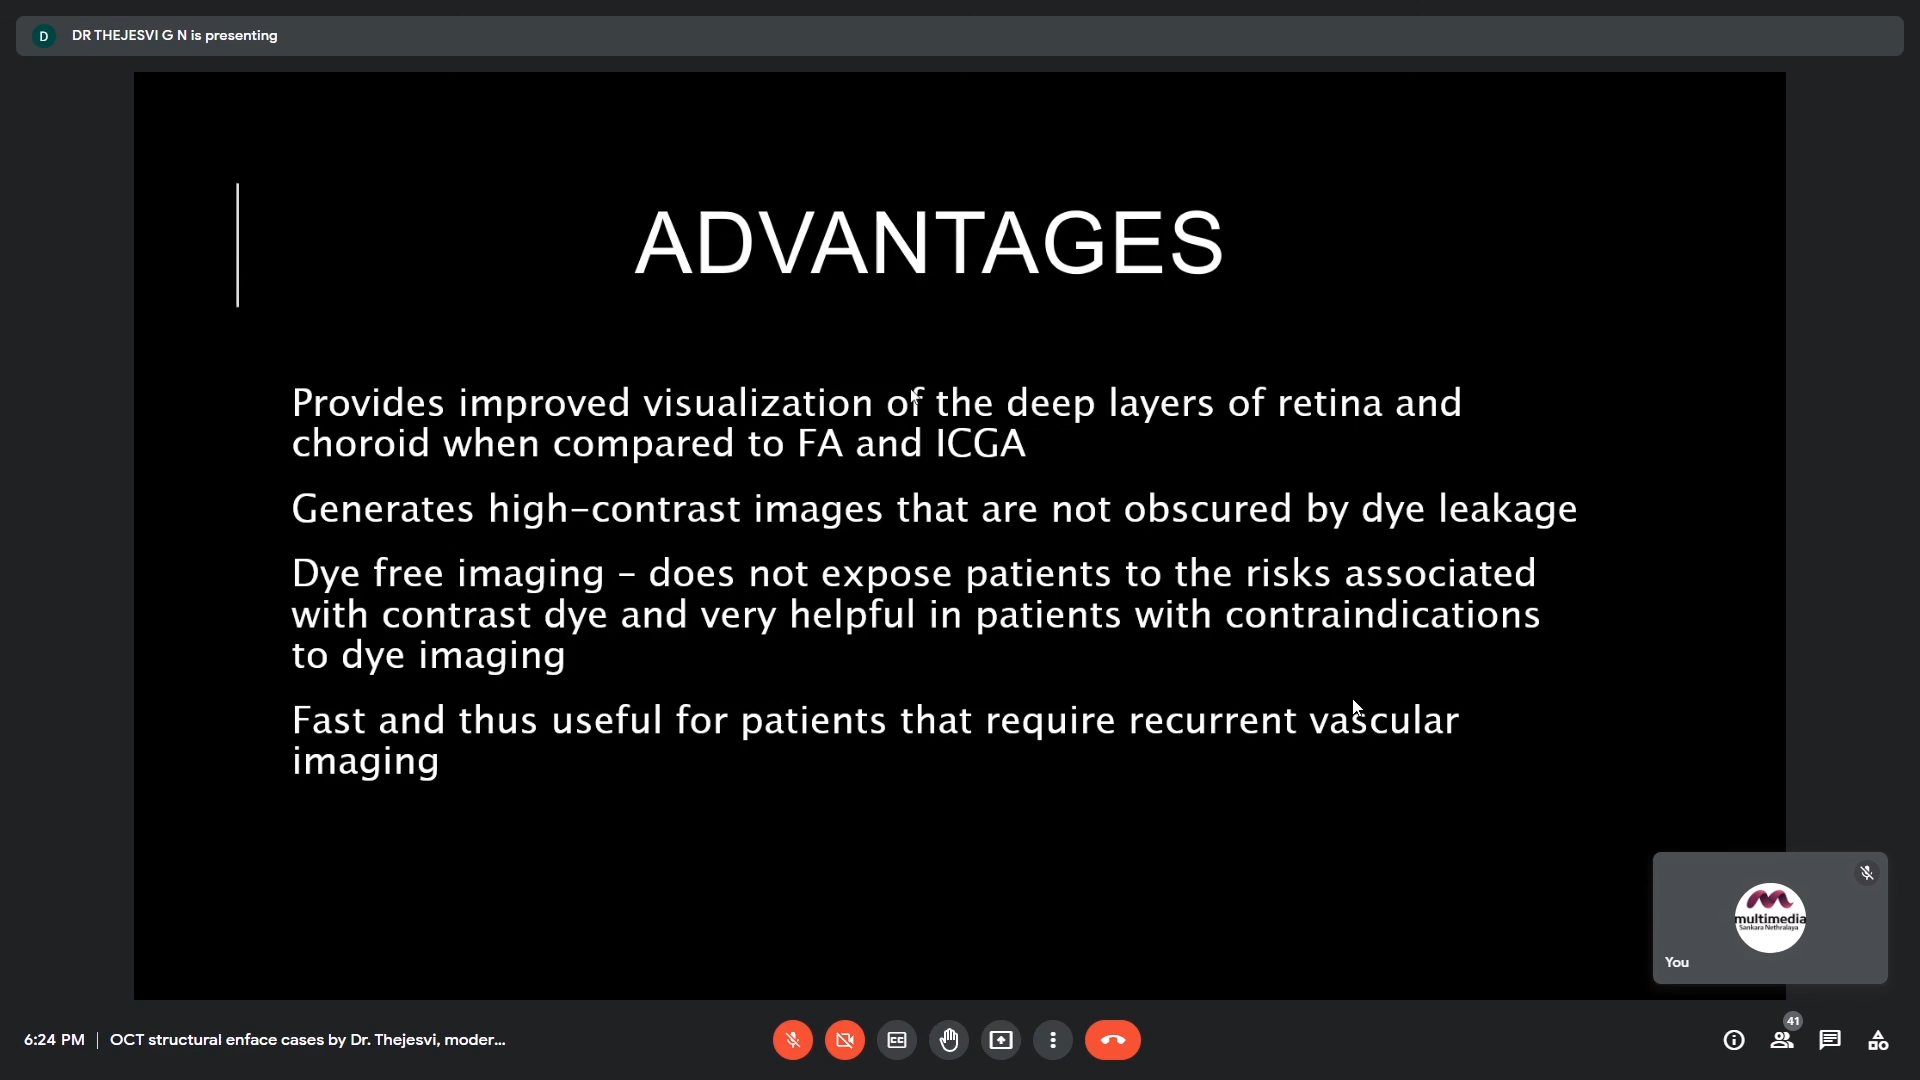 D DR THEJESVI G N is presenting
ADVANTAGES
Provides improved visualization of the deep layers of retina and
choroid when compared to FA and ICGA
Generates high-contrast images that are not obscured by dye leakage
Dye free imaging – does not expose patients to the risks associated
with contrast dye and very helpful in patients with contraindications
to dye imaging
Fast and thus useful for patients that require recurrent vascular
imaging
multimedia
Sankara Nethralaya
You
6:24 PM | OCT structural enface cases by Dr. Thejesvi, moder...
CC
41